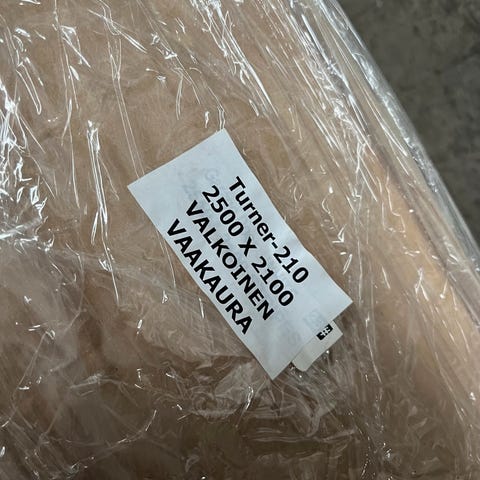 Turner-210
2500 X 2100
VALKOINEN
VAAKAURA